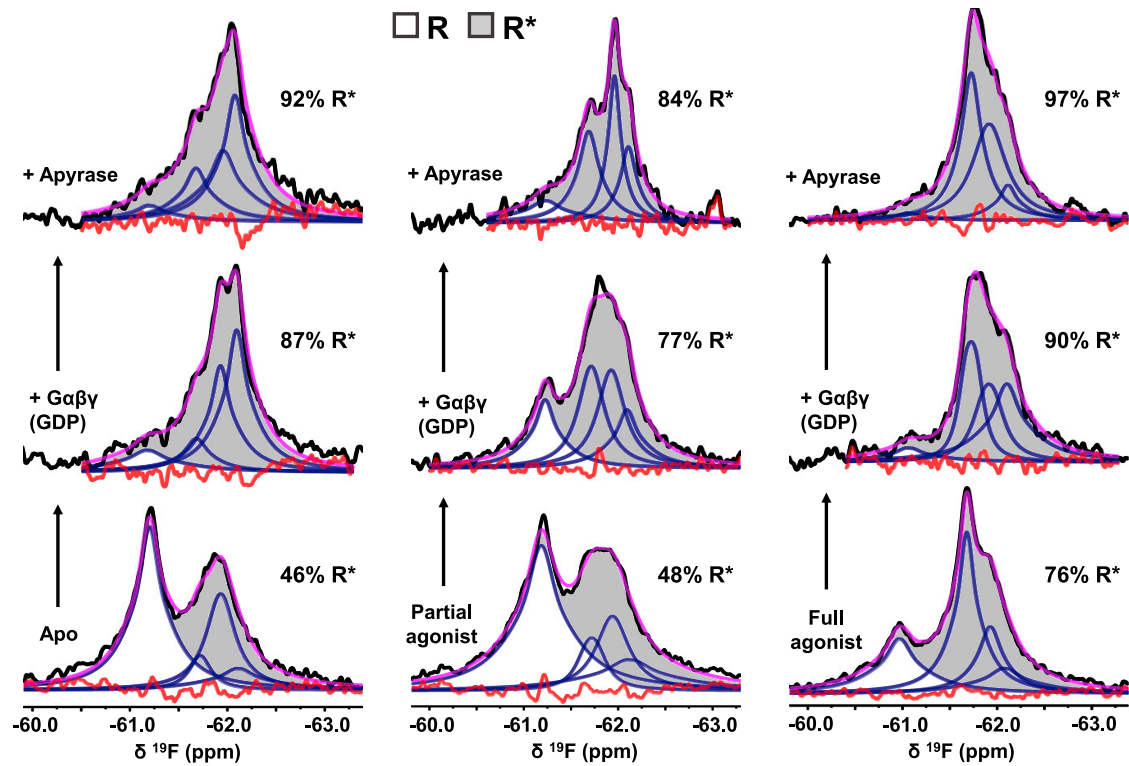 R R*
92% R*
84% R*
97% R*
+ Apyrase
+ Apyrase
+ Apyrase
87% R*
77% R*
90% R*
+ Gαβγ
(GDP)
+ Gαβγ
(GDP)
+ Gαβγ
(GDP)
46% R*
48% R*
76% R*
Apo
Partial
agonist
Full
agonist
-60.0 -61.0 -62.0 -63.0
-60.0 -61.0 -62.0 -63.0
-60.0 -61.0 -62.0 -63.0
δ ¹⁹F (ppm)
δ ¹⁹F (ppm)
δ ¹⁹F (ppm)